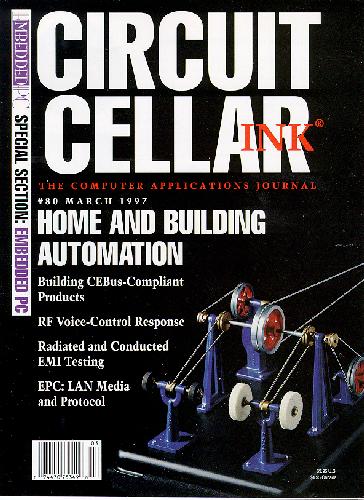 CIRCUIT
CELLAR
INK®
THE COMPUTER APPLICATIONS JOURNAL
#80 MARCH 1997
HOME AND BUILDING
AUTOMATION
Building CEBus-Compliant
Products
RF Voice-Control Response
Radiated and Conducted
EMI Testing
EPC: LAN Media
and Protocol
EMBEDDED PC
SPECIAL SECTION: EMBEDDED PC
03